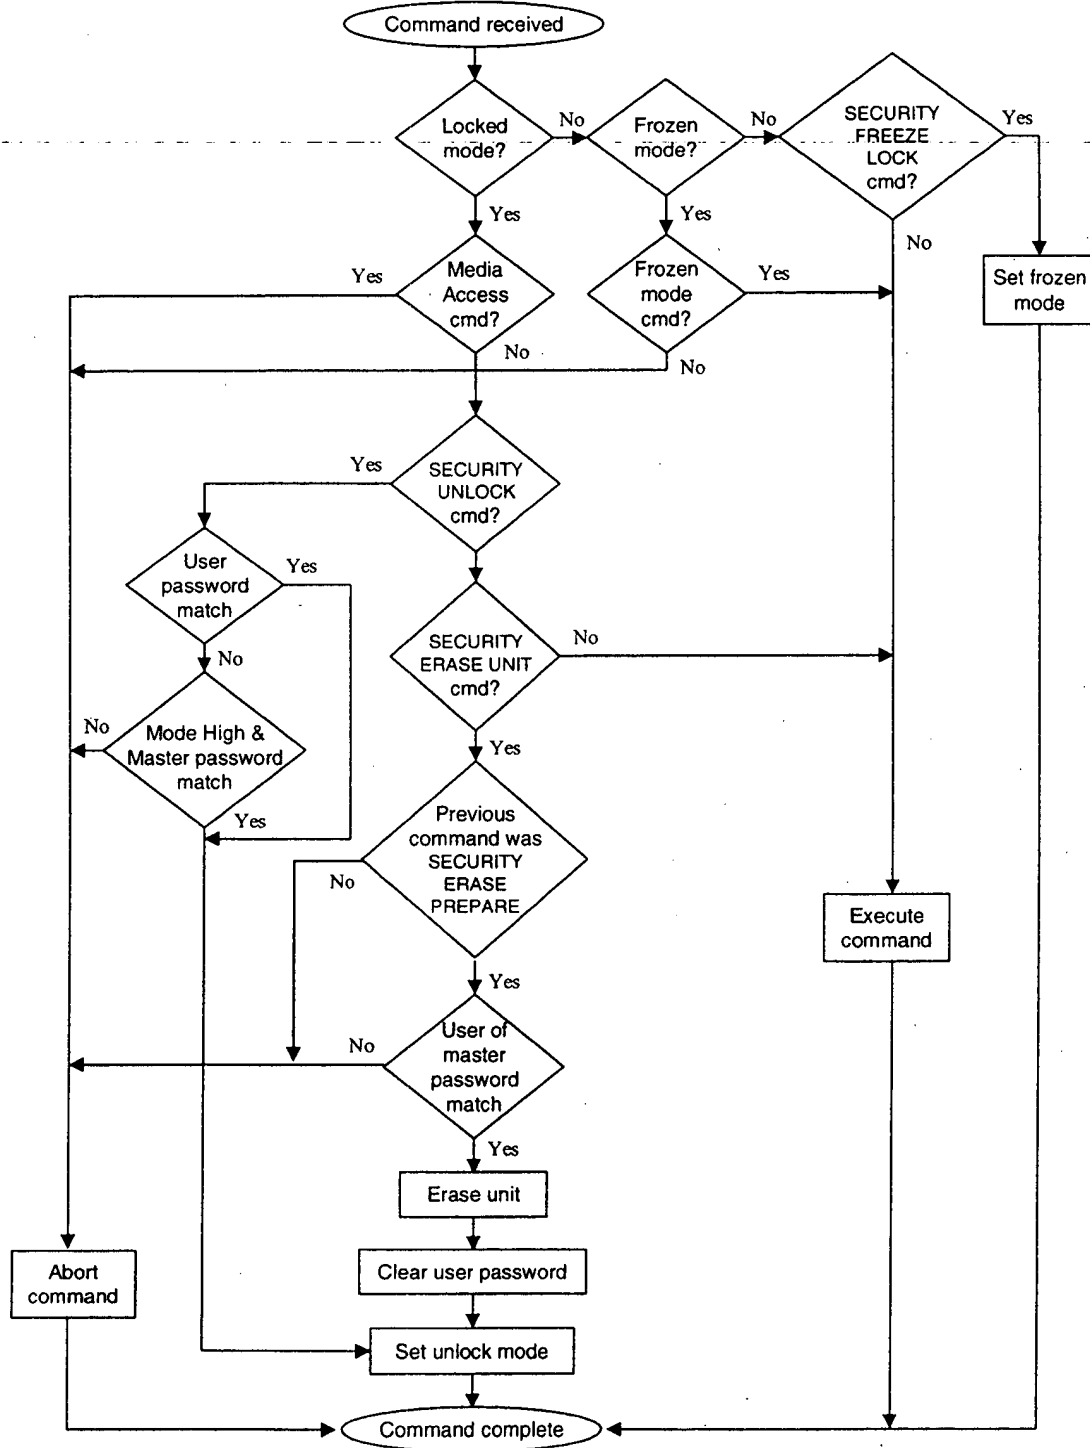 Command received
Locked
mode?
No
Frozen
mode?
No
SECURITY
FREEZE
LOCK
cmd?
Yes
Yes
Yes
No
Set frozen
mode
Yes
Media
Access
cmd?
Frozen
mode
cmd?
Yes
No
No
Yes
SECURITY
UNLOCK
cmd?
User
password
match
Yes
No
SECURITY
ERASE UNIT
cmd?
No
No
Mode High &
Master password
match
Yes
Yes
Previous
command was
SECURITY
ERASE
PREPARE
No
Execute
command
Yes
No
User of
master
password
match
Yes
Erase unit
Clear user password
Abort
command
Set unlock mode
Command complete